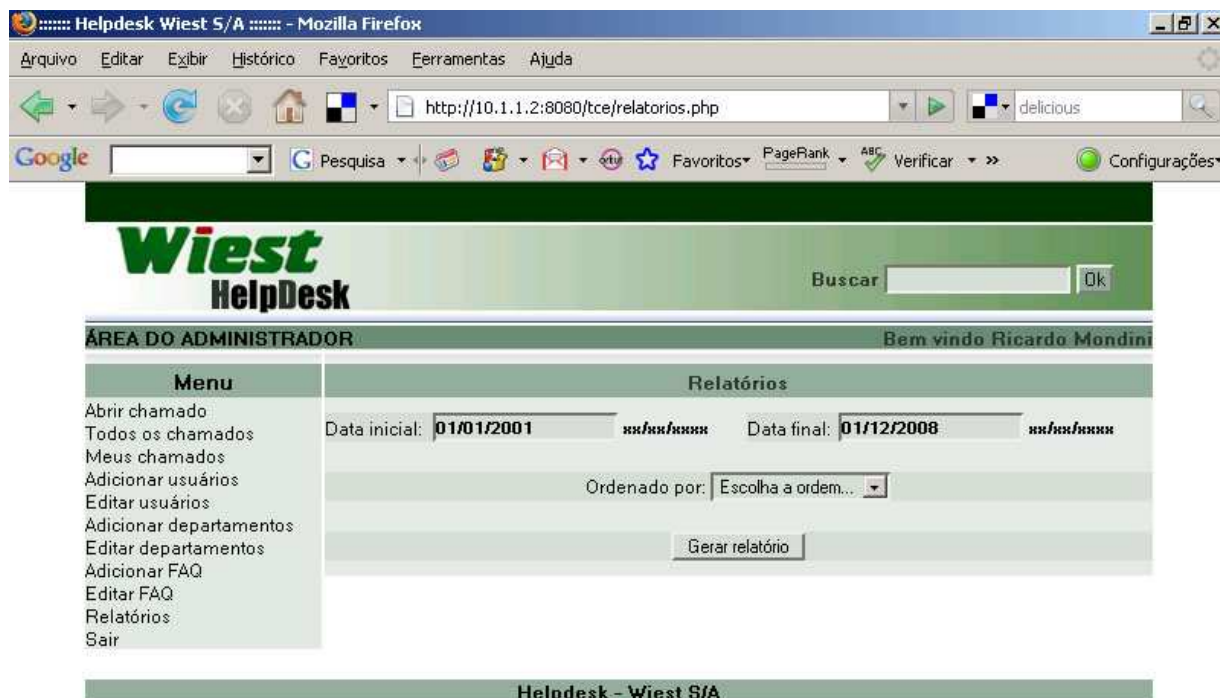 ::::::: Helpdesk Wiest S/A ::::::: - Mozilla Firefox
Arquivo Editar Exibir Histórico Favoritos Ferramentas Ajuda
http://10.1.1.2:8080/tce/relatorios.php delicious
Google Pesquisa Favoritos PageRank ABC Verificar » Configurações
Wiest
HelpDesk
Buscar Ok
ÁREA DO ADMINISTRADOR Bem vindo Ricardo Mondini
Menu
Abrir chamado
Todos os chamados
Meus chamados
Adicionar usuários
Editar usuários
Adicionar departamentos
Editar departamentos
Adicionar FAQ
Editar FAQ
Relatórios
Sair
Relatórios
Data inicial: 01/01/2001 xx/xx/xxxx Data final: 01/12/2008 xx/xx/xxxx
Ordenado por: Escolha a ordem...
Gerar relatório
Helpdesk - Wiest S/A